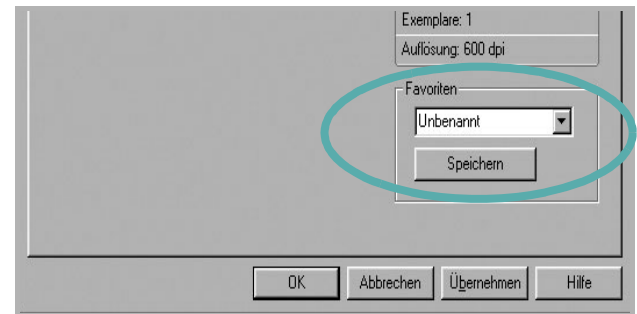 Exemplare: 1
Auflösung: 600 dpi
Favoriten
Unbenannt
Speichern
OK Abbrechen Übernehmen Hilfe